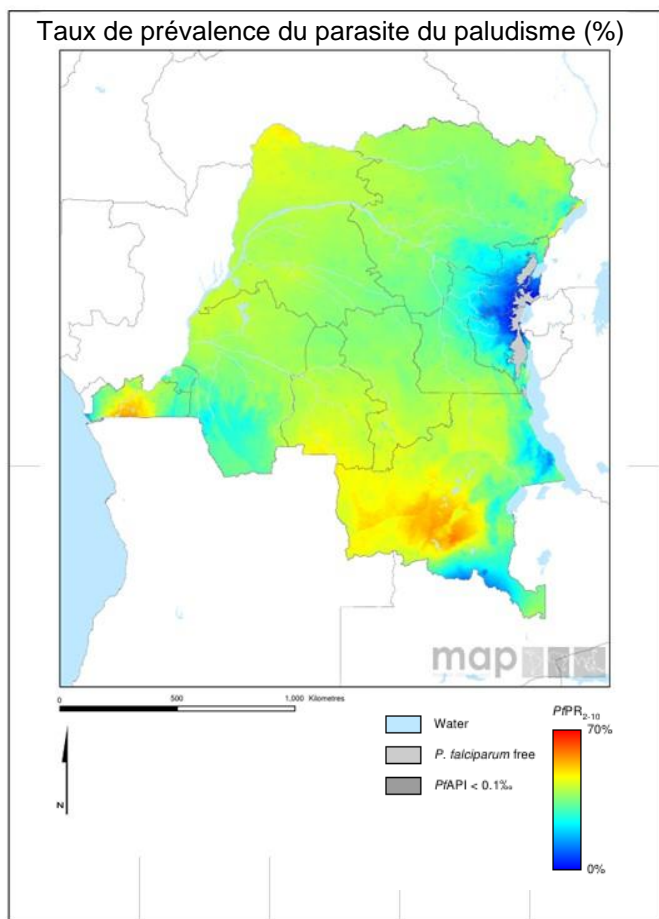 Taux de prévalence du parasite du paludisme (%)
map
0 500 1,000 Kilometres
N
Water
P. falciparum free
PfAPI < 0.1‰
PfPR2-10
70%
0%